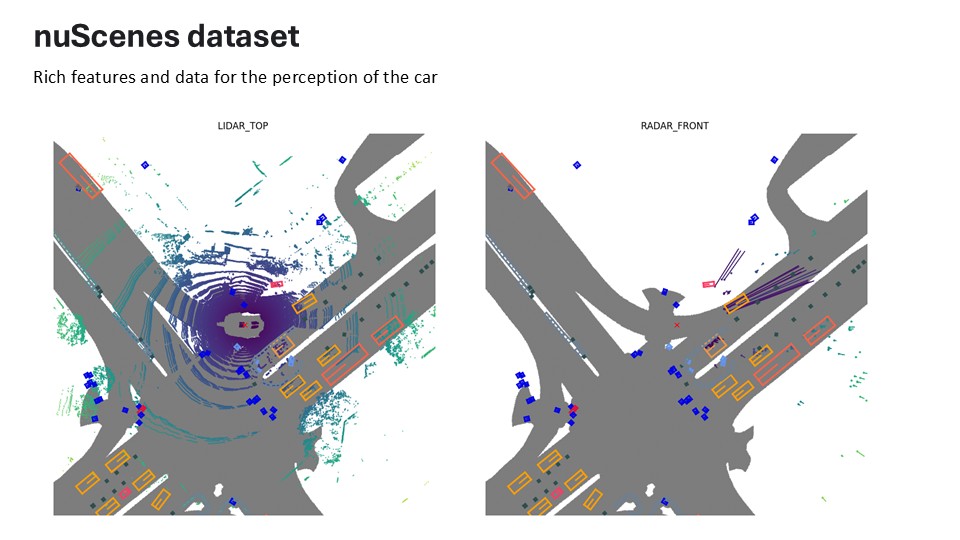 nuScenes dataset
Rich features and data for the perception of the car
LIDAR_TOP
RADAR_FRONT